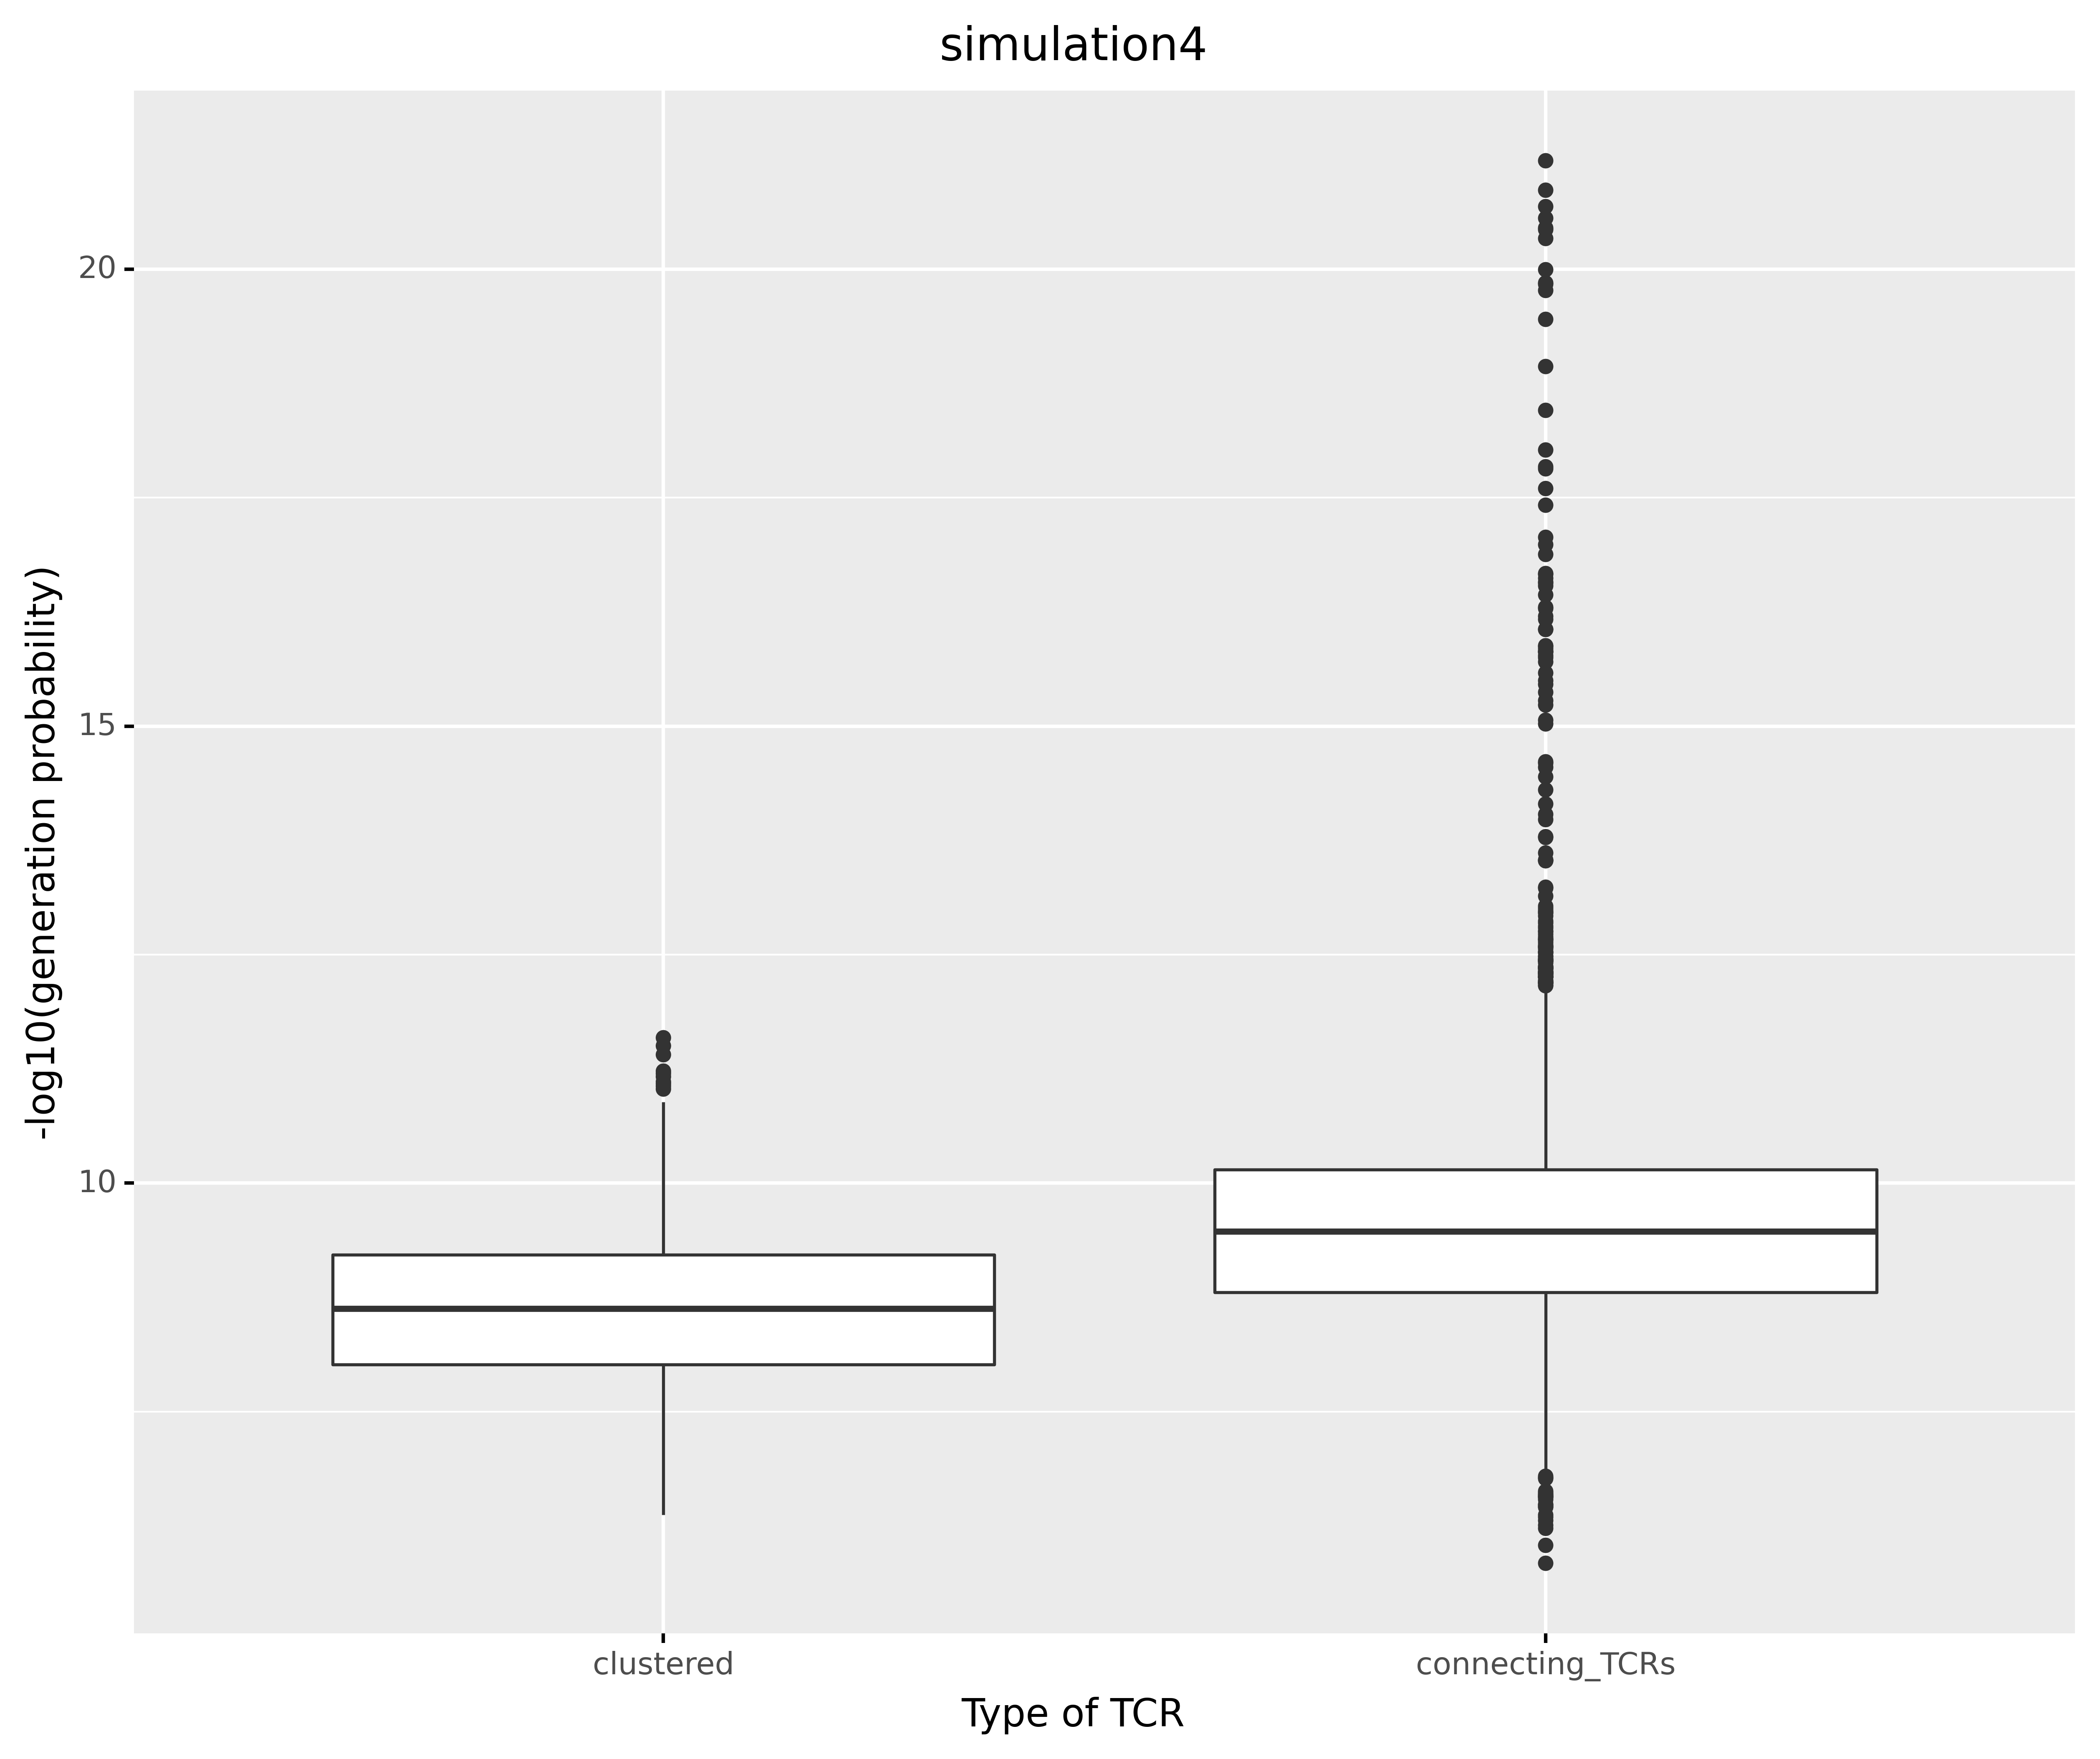 simulation4
-log10(generation probability)
20
15
10
clustered
connecting_TCRs
Type of TCR